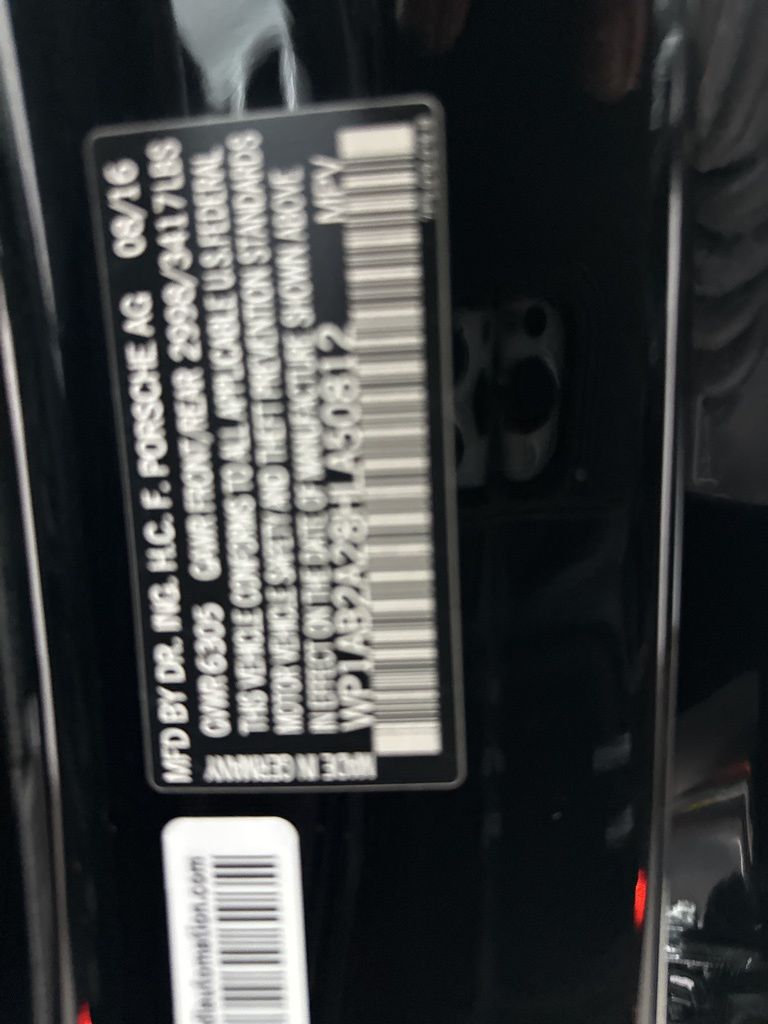 MFD BY DR. ING. H.C. F. PORSCHE AG 08/16
GVWR 6305 GAWR FRONT/REAR 2998/3417LBS
THIS VEHICLE CONFORMS TO ALL APPLICABLE U.S. FEDERAL
MOTOR VEHICLE SAFETY AND THEFT PREVENTION STANDARDS
IN EFFECT ON THE DATE OF MANUFACTURE SHOWN ABOVE
WP1AB2A28HLA50812 MPV
MADE IN GERMANY
automation.com